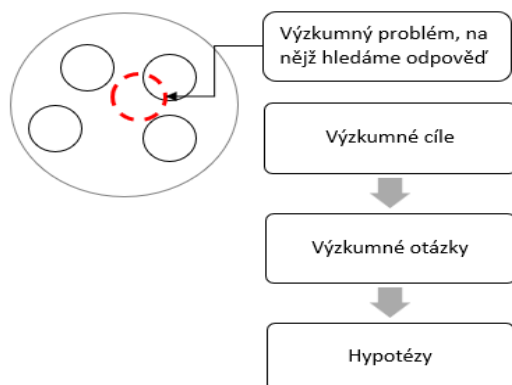 Výzkumný problém, na
nějž hledáme odpověď
Výzkumné cíle
Výzkumné otázky
Hypotézy